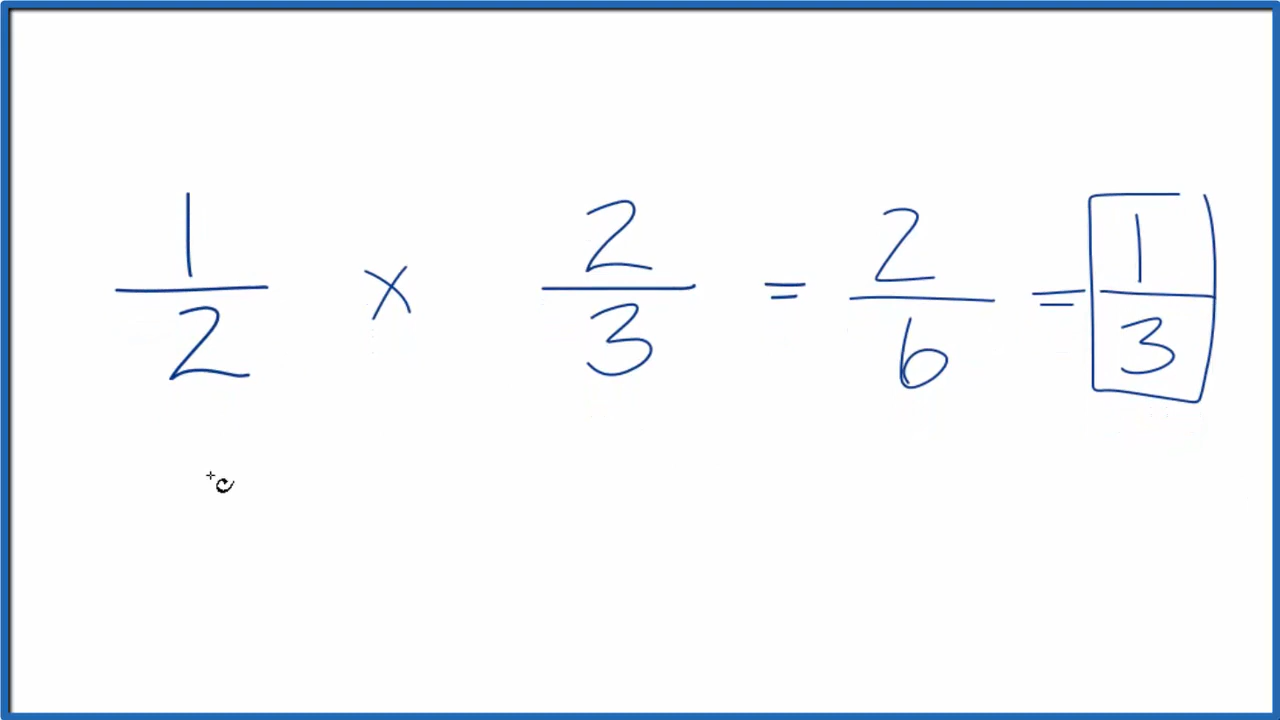 1/2 x 2/3 = 2/6 = 1/3